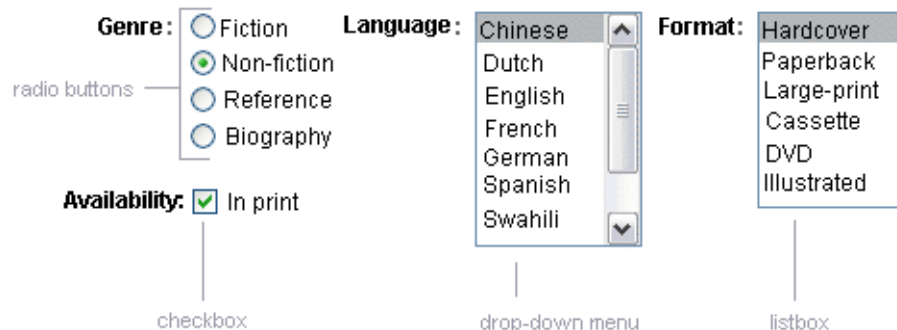 Genre:
Fiction
Non-fiction
Reference
Biography
radio buttons
Availability:
In print
checkbox
Language:
Chinese
Dutch
English
French
German
Spanish
Swahili
drop-down menu
Format:
Hardcover
Paperback
Large-print
Cassette
DVD
Illustrated
listbox